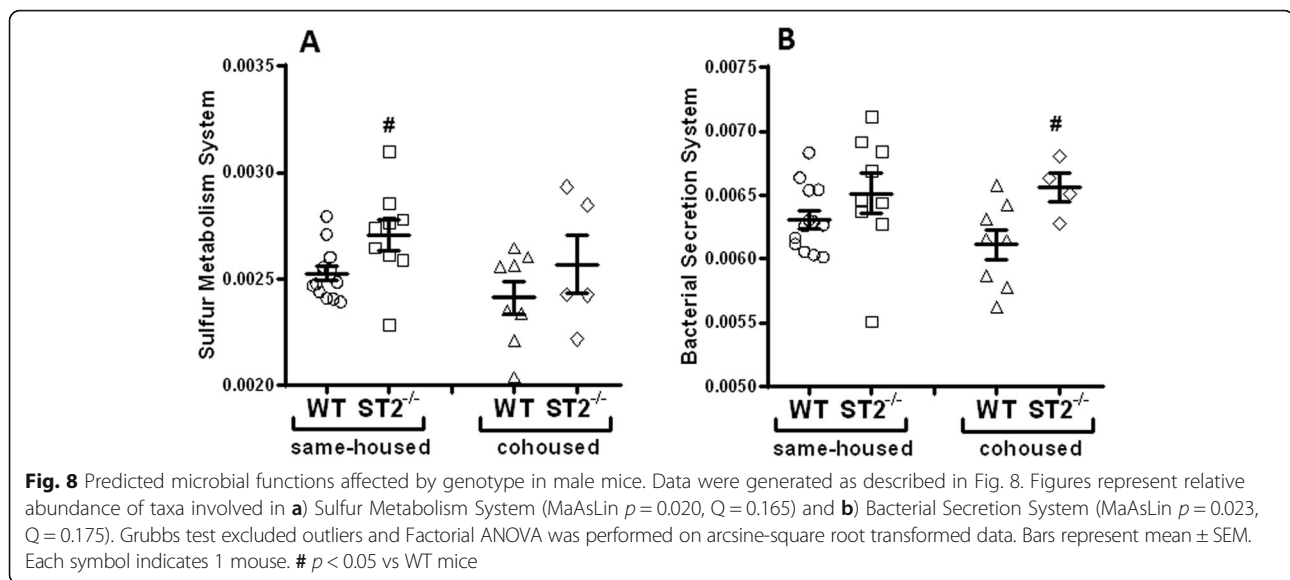 A
Sulfur Metabolism System
0.0035
0.0030
0.0025
0.0020
#
WT ST2-/- WT ST2-/-
same-housed cohoused
B
Bacterial Secretion System
0.0075
0.0070
0.0065
0.0060
0.0055
0.0050
#
WT ST2-/- WT ST2-/-
same-housed cohoused
Fig. 8 Predicted microbial functions affected by genotype in male mice. Data were generated as described in Fig. 8. Figures represent relative
abundance of taxa involved in a) Sulfur Metabolism System (MaAsLin p = 0.020, Q = 0.165) and b) Bacterial Secretion System (MaAsLin p = 0.023,
Q = 0.175). Grubbs test excluded outliers and Factorial ANOVA was performed on arcsine-square root transformed data. Bars represent mean ± SEM.
Each symbol indicates 1 mouse. # p < 0.05 vs WT mice